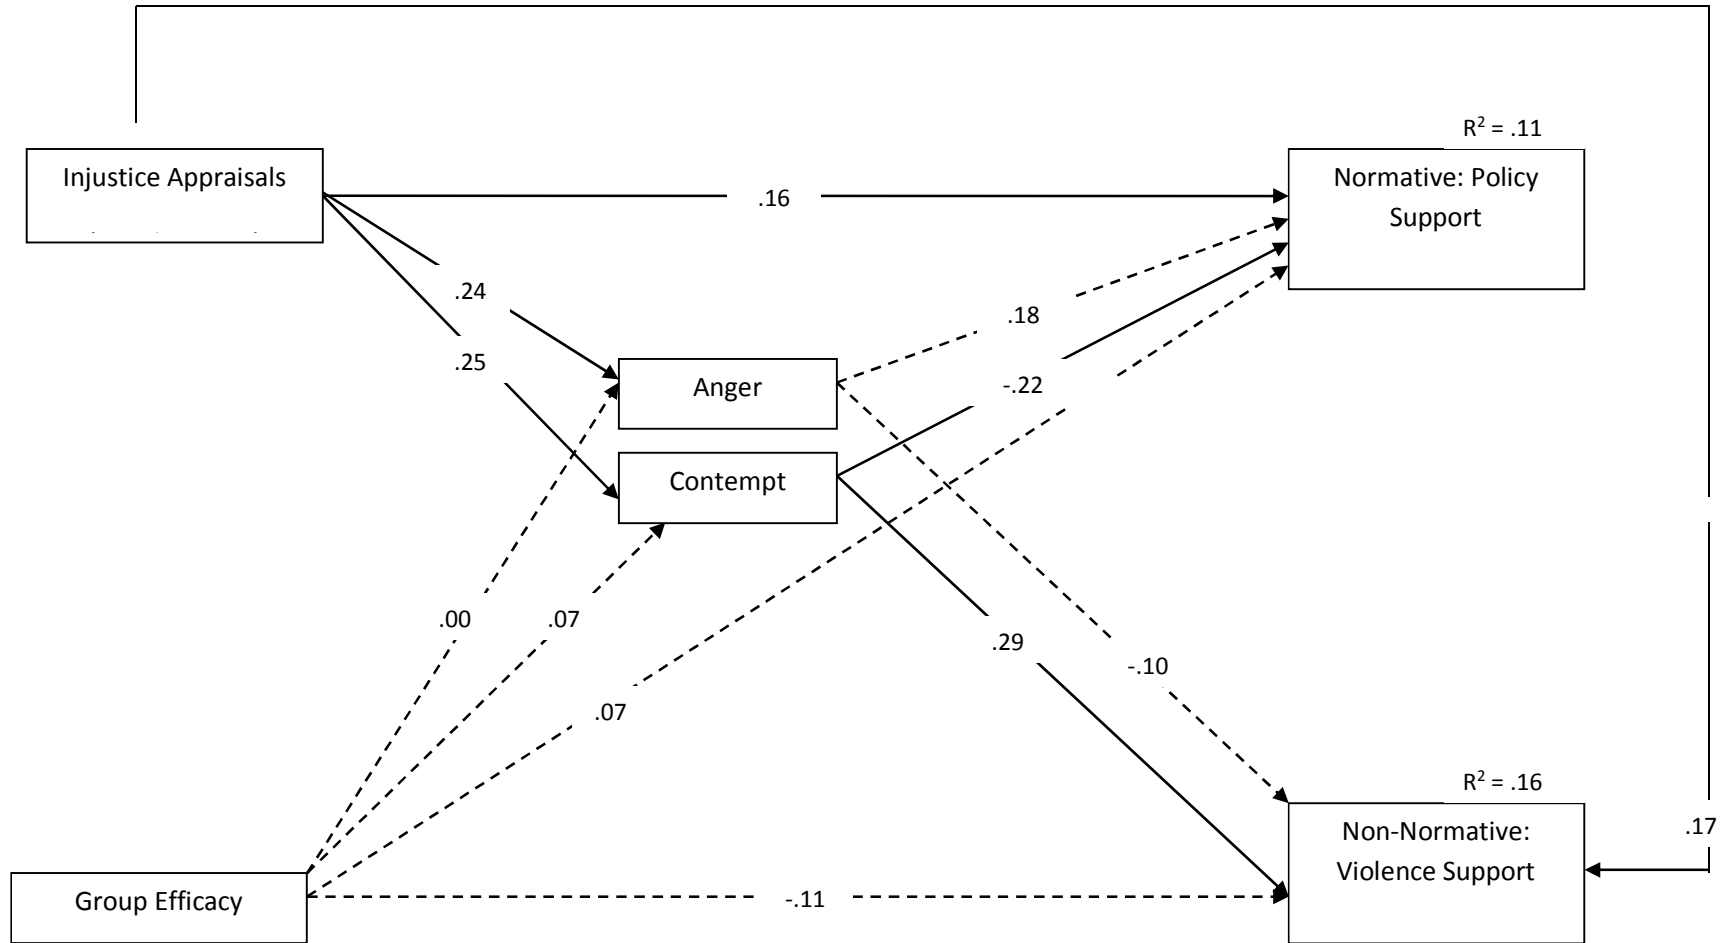 R² = .11
Injustice Appraisals
Normative: Policy
Support
.16
.24
.18
.25
Anger
-.22
Contempt
.00
.07
.29
-.10
.07
R² = .16
Non-Normative:
Violence Support
.17
Group Efficacy
-.11